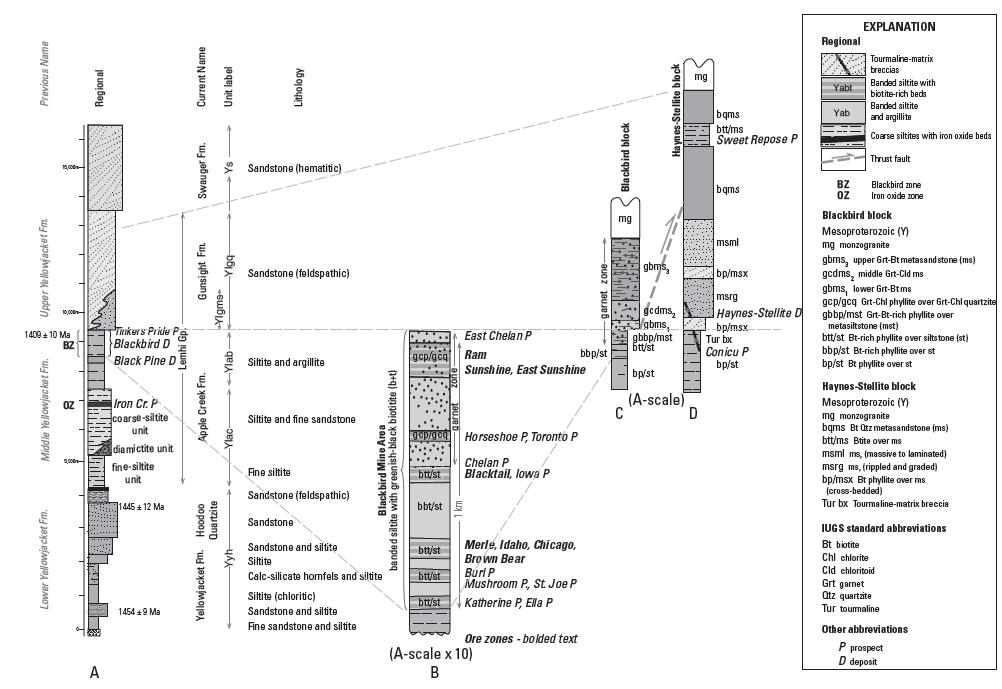 Previous Name
Regional
Current Name
Unit label
Lithology
Upper Yellowjacket Fm.
Middle Yellowjacket Fm.
Lower Yellowjacket Fm.
15,000m
10,000m
5,000m
0
1409 ± 10 Ma
BZ
OZ
Tinkers Pride P
Blackbird D
Black Pine D
Iron Cr. P
coarse-siltite
unit
diamictite unit
fine-siltite
unit
1445 ± 12 Ma
1454 ± 9 Ma
Lemhi Gp.
Swauger Fm.
Gunsight Fm.
Apple Creek Fm.
Hoodoo
Quartzite
Yellowjacket Fm.
Ys
Ylgq
Ylgms
Ylab
Ylac
Yyh
Sandstone (hematitic)
Sandstone (feldspathic)
Siltite and argillite
Siltite and fine sandstone
Fine siltite
Sandstone (feldspathic)
Sandstone
Sandstone and siltite
Siltite
Calc-silicate hornfels and siltite
Siltite (chloritic)
Sandstone and siltite
Fine sandstone and siltite
A
Blackbird Mine Area
banded siltite with greenish-black biotitite (b+t)
gcp/gcq
gcp/gcq
btt/st
bbt/st
btt/st
btt/st
btt/st
garnet zone
1 km
East Chelan P
Ram
Sunshine, East Sunshine
Horseshoe P, Toronto P
Chelan P
Blacktail, Iowa P
Merle, Idaho, Chicago,
Brown Bear
Burl P
Mushroom P., St. Joe P
Katherine P, Ella P
Ore zones - bolded text
(A-scale x 10)
B
Blackbird block
mg
garnet zone
gbms3
gcdms2
gbms1
gbbp/mst
btt/st
bbp/st
bp/st
(A-scale)
C
D
Haynes-Stellite block
mg
bqms
btt/ms
Sweet Repose P
bqms
msml
bp/msx
msrg
Haynes-Stellite D
bp/msx
Tur bx
Conicu P
bp/st
EXPLANATION
Regional
Tourmaline-matrix
breccias
Yabt
Banded siltite with
biotite-rich beds
Yab
Banded siltite
and argillite
Coarse siltites with iron oxide beds
Thrust fault
BZ Blackbird zone
OZ Iron oxide zone
Blackbird block
Mesoproterozoic (Y)
mg monzogranite
gbms3 upper Grt-Bt metasandstone (ms)
gcdms2 middle Grt-Cld ms
gbms1 lower Grt-Bt ms
gcp/gcq Grt-Chl phyllite over Grt-Chl quartzite
gbbp/mst Grt-Bt-rich phyllite over
metasiltstone (mst)
btt/st Bt-rich phyllite over siltstone (st)
bbp/st Bt-rich phyllite over st
bp/st Bt phyllite over st
Haynes-Stellite block
Mesoproterozoic (Y)
mg monzogranite
bqms Bt Qtz metasandstone (ms)
btt/ms Btite over ms
msml ms, (massive to laminated)
msrg ms, (rippled and graded)
bp/msx Bt phyllite over ms
(cross-bedded)
Tur bx Tourmaline-matrix breccia
IUGS standard abbreviations
Bt biotite
Chl chlorite
Cld chloritoid
Grt garnet
Qtz quartzite
Tur tourmaline
Other abbreviations
P prospect
D deposit